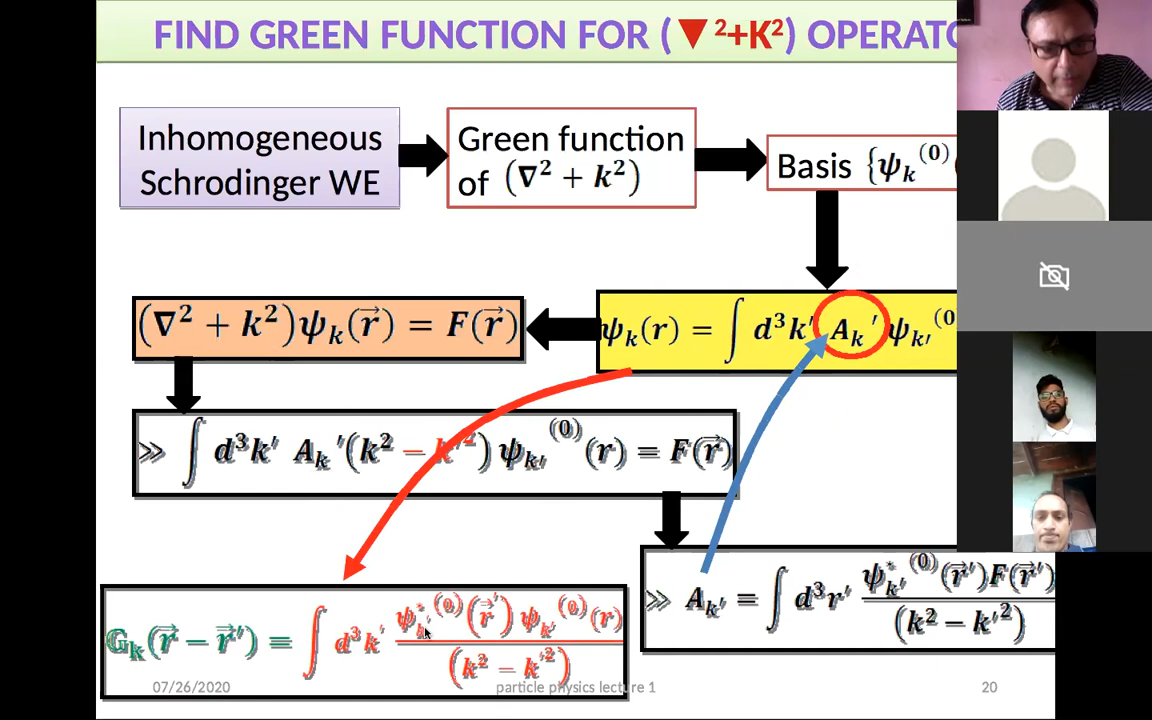 FIND GREEN FUNCTION FOR (▼²+K²) OPERATO
Inhomogeneous
Schrodinger WE
Green function
of (∇² + k²)
Basis {ψₖ⁽⁰⁾(
(∇² + k²)ψₖ(r⃗) = F(r⃗)
ψₖ(r) = ∫ d³k′ Aₖ′ ψₖ′⁽⁰
≫ ∫ d³k′ Aₖ′(k² − k′²) ψₖ′⁽⁰⁾(r) = F(r⃗)
≫ Aₖ′ = ∫ d³r′ ψ*ₖ′⁽⁰⁾(r⃗′)F(r⃗′) / (k² − k′²)
𝔾ₖ(r⃗ − r⃗′) = ∫ d³k′ ψ*ₖ′⁽⁰⁾(r⃗′) ψₖ′⁽⁰⁾(r) / (k² − k′²)
07/26/2020
particle physics lecture 1
20